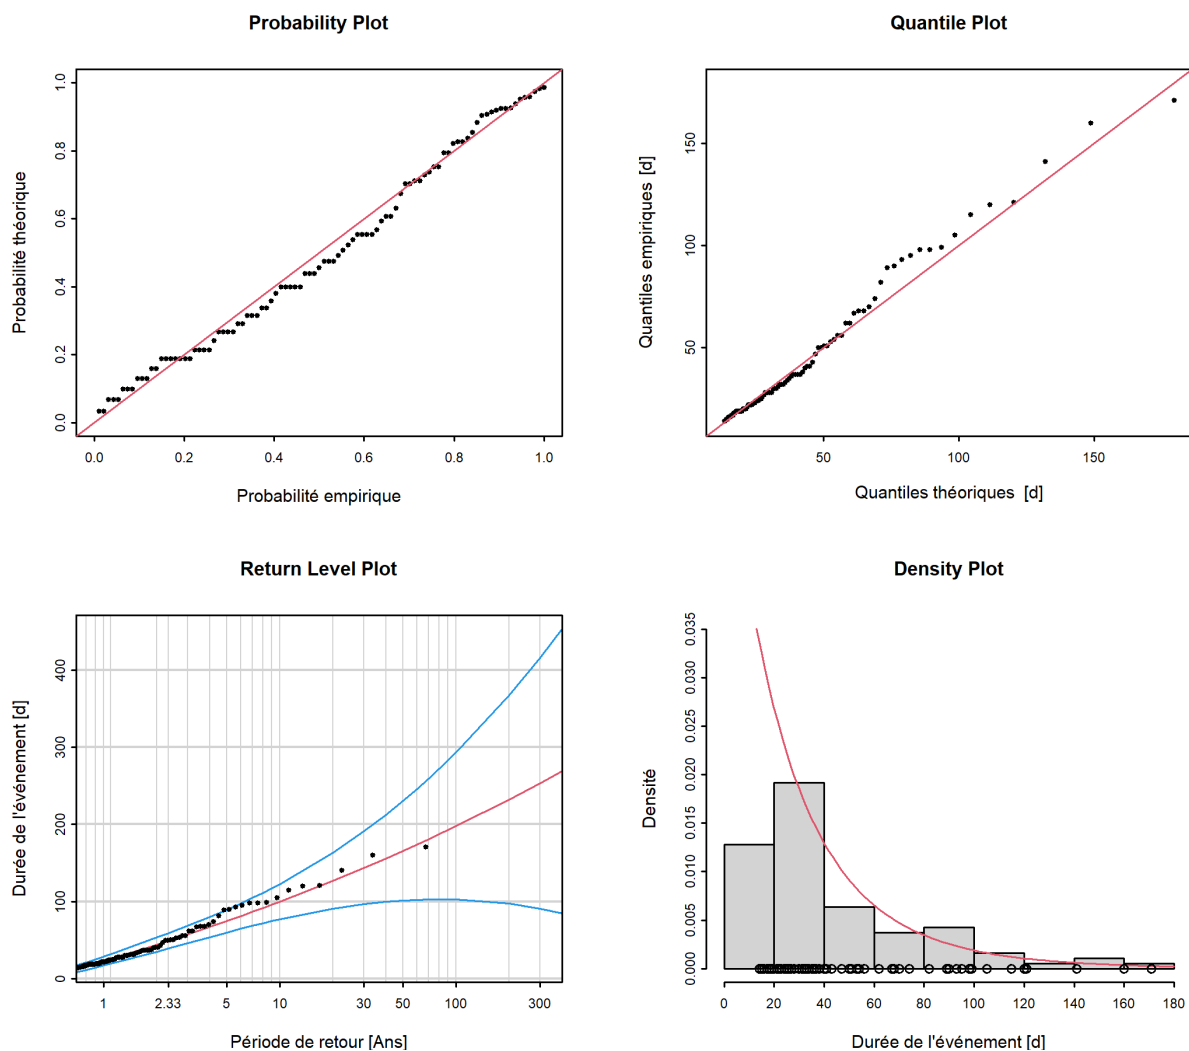 Probability Plot
1.0
0.8
0.6
0.4
0.2
0.0
Probabilité théorique
0.0 0.2 0.4 0.6 0.8 1.0
Probabilité empirique
Quantile Plot
150
100
50
Quantiles empiriques [d]
50 100 150
Quantiles théoriques [d]
Return Level Plot
400
300
200
100
0
Durée de l'événement [d]
1 2.33 5 10 20 50 100 300
Période de retour [Ans]
Density Plot
0.035
0.030
0.025
0.020
0.015
0.010
0.005
0.000
Densité
0 20 40 60 80 100 120 140 160 180
Durée de l'événement [d]